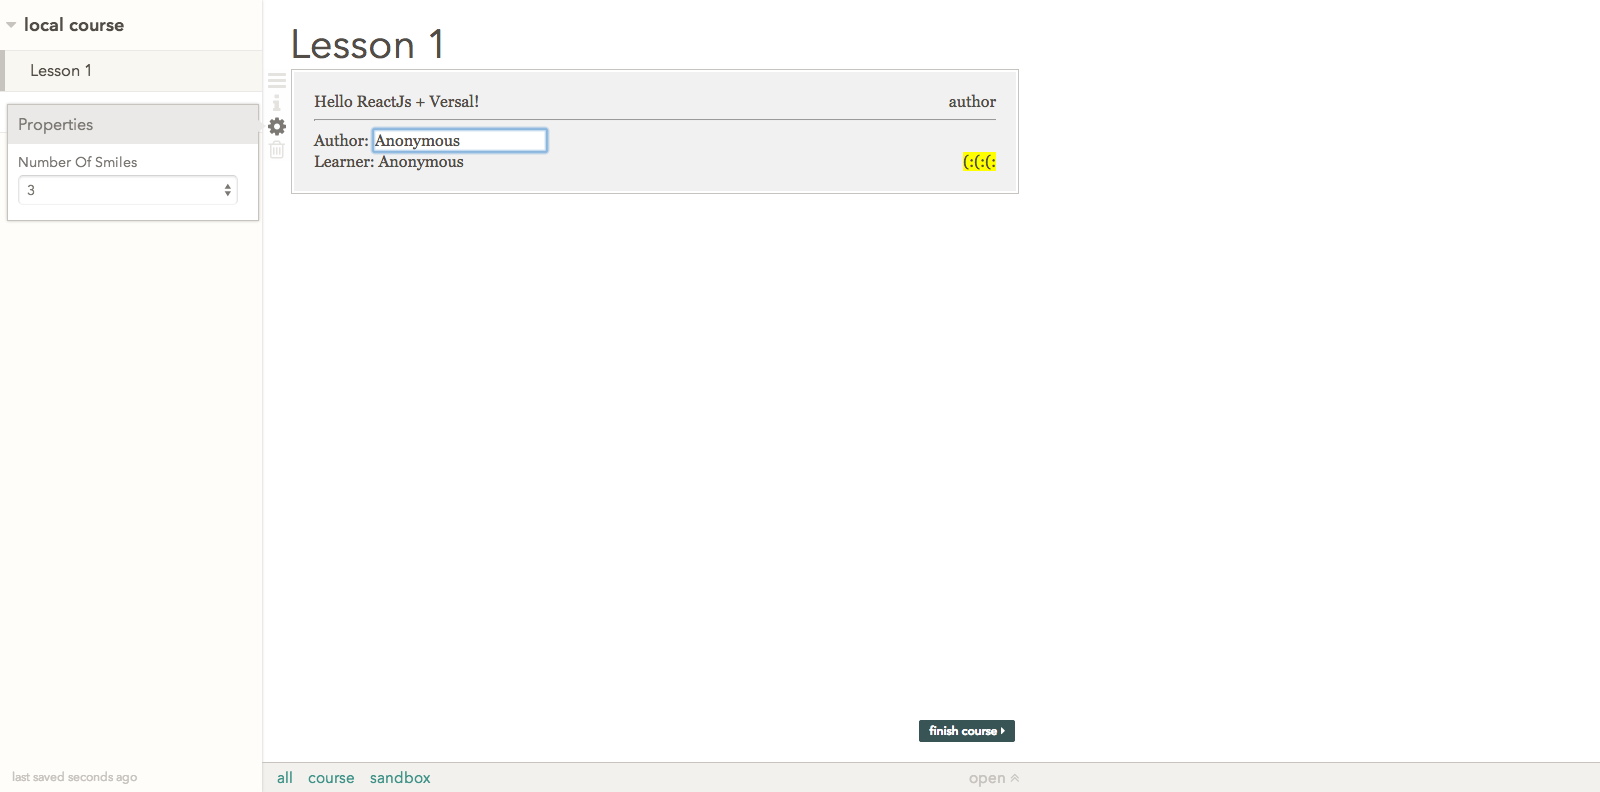 local course
Lesson 1
Properties
Number Of Smiles
3
last saved seconds ago
Lesson 1
Hello ReactJs + Versal! author
Author: Anonymous
Learner: Anonymous (:(:(:
finish course
all course sandbox open